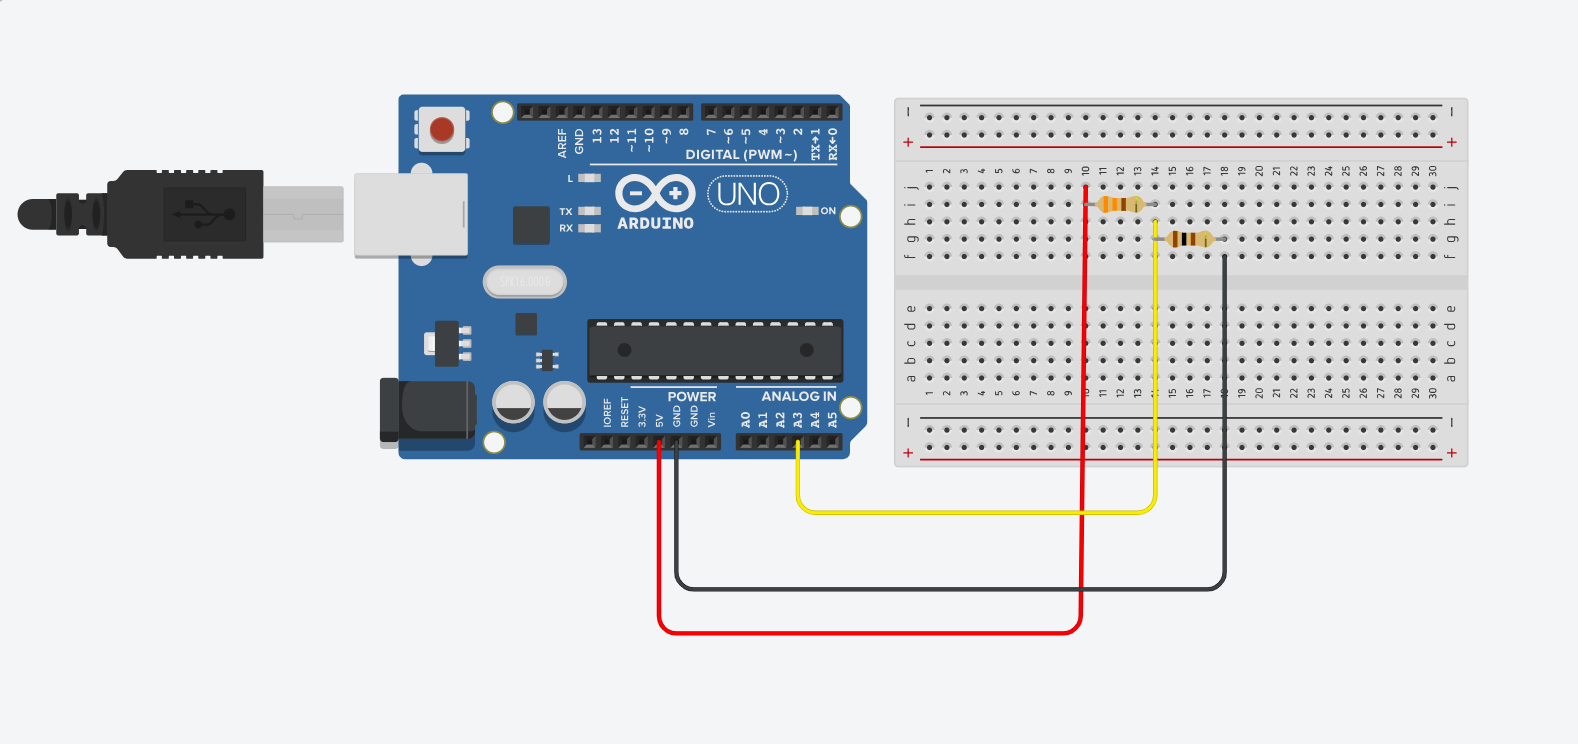 AREF GND 13 12 ~11 ~10 ~9 8 7 ~6 ~5 4 ~3 2 TX→1 RX←0
DIGITAL (PWM~)
L
TX
RX
UNO
ON
ARDUINO
SPK16.000G
POWER
ANALOG IN
IOREF RESET 3.3V 5V GND GND Vin
A0 A1 A2 A3 A4 A5
− −
+ +
1 2 3 4 5 6 7 8 9 10 11 12 13 14 15 16 17 18 19 20 21 22 23 24 25 26 27 28 29 30
j j
i i
h h
g g
f f
e e
d d
c c
b b
a a
1 2 3 4 5 6 7 8 9 10 11 12 13 14 15 16 17 18 19 20 21 22 23 24 25 26 27 28 29 30
− −
+ +